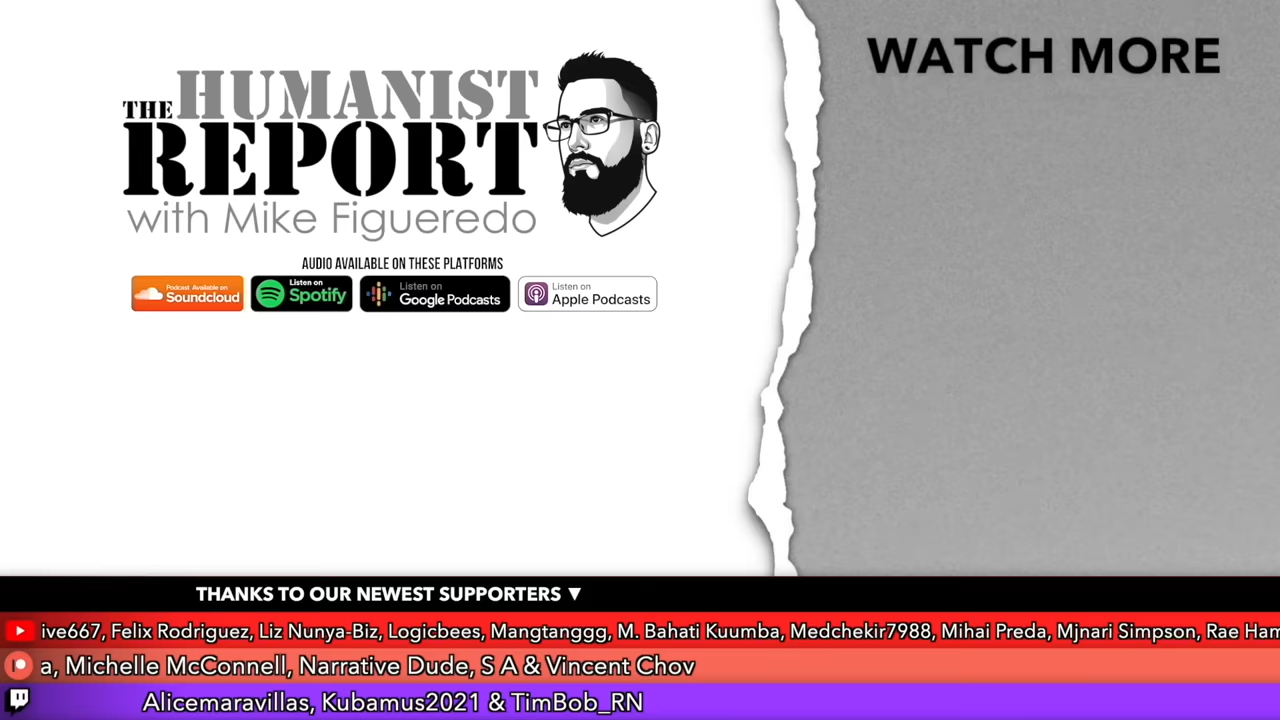 THE HUMANIST
REPORT
with Mike Figueredo
AUDIO AVAILABLE ON THESE PLATFORMS
Podcast Available on
Soundcloud
Listen on
Spotify
Listen on
Google Podcasts
Listen on
Apple Podcasts
WATCH MORE
THANKS TO OUR NEWEST SUPPORTERS ▼
ive667, Felix Rodriguez, Liz Nunya-Biz, Logicbees, Mangtanggg, M. Bahati Kuumba, Medchekir7988, Mihai Preda, Mjnari Simpson, Rae Ham
a, Michelle McConnell, Narrative Dude, S A & Vincent Chov
Alicemaravillas, Kubamus2021 & TimBob_RN